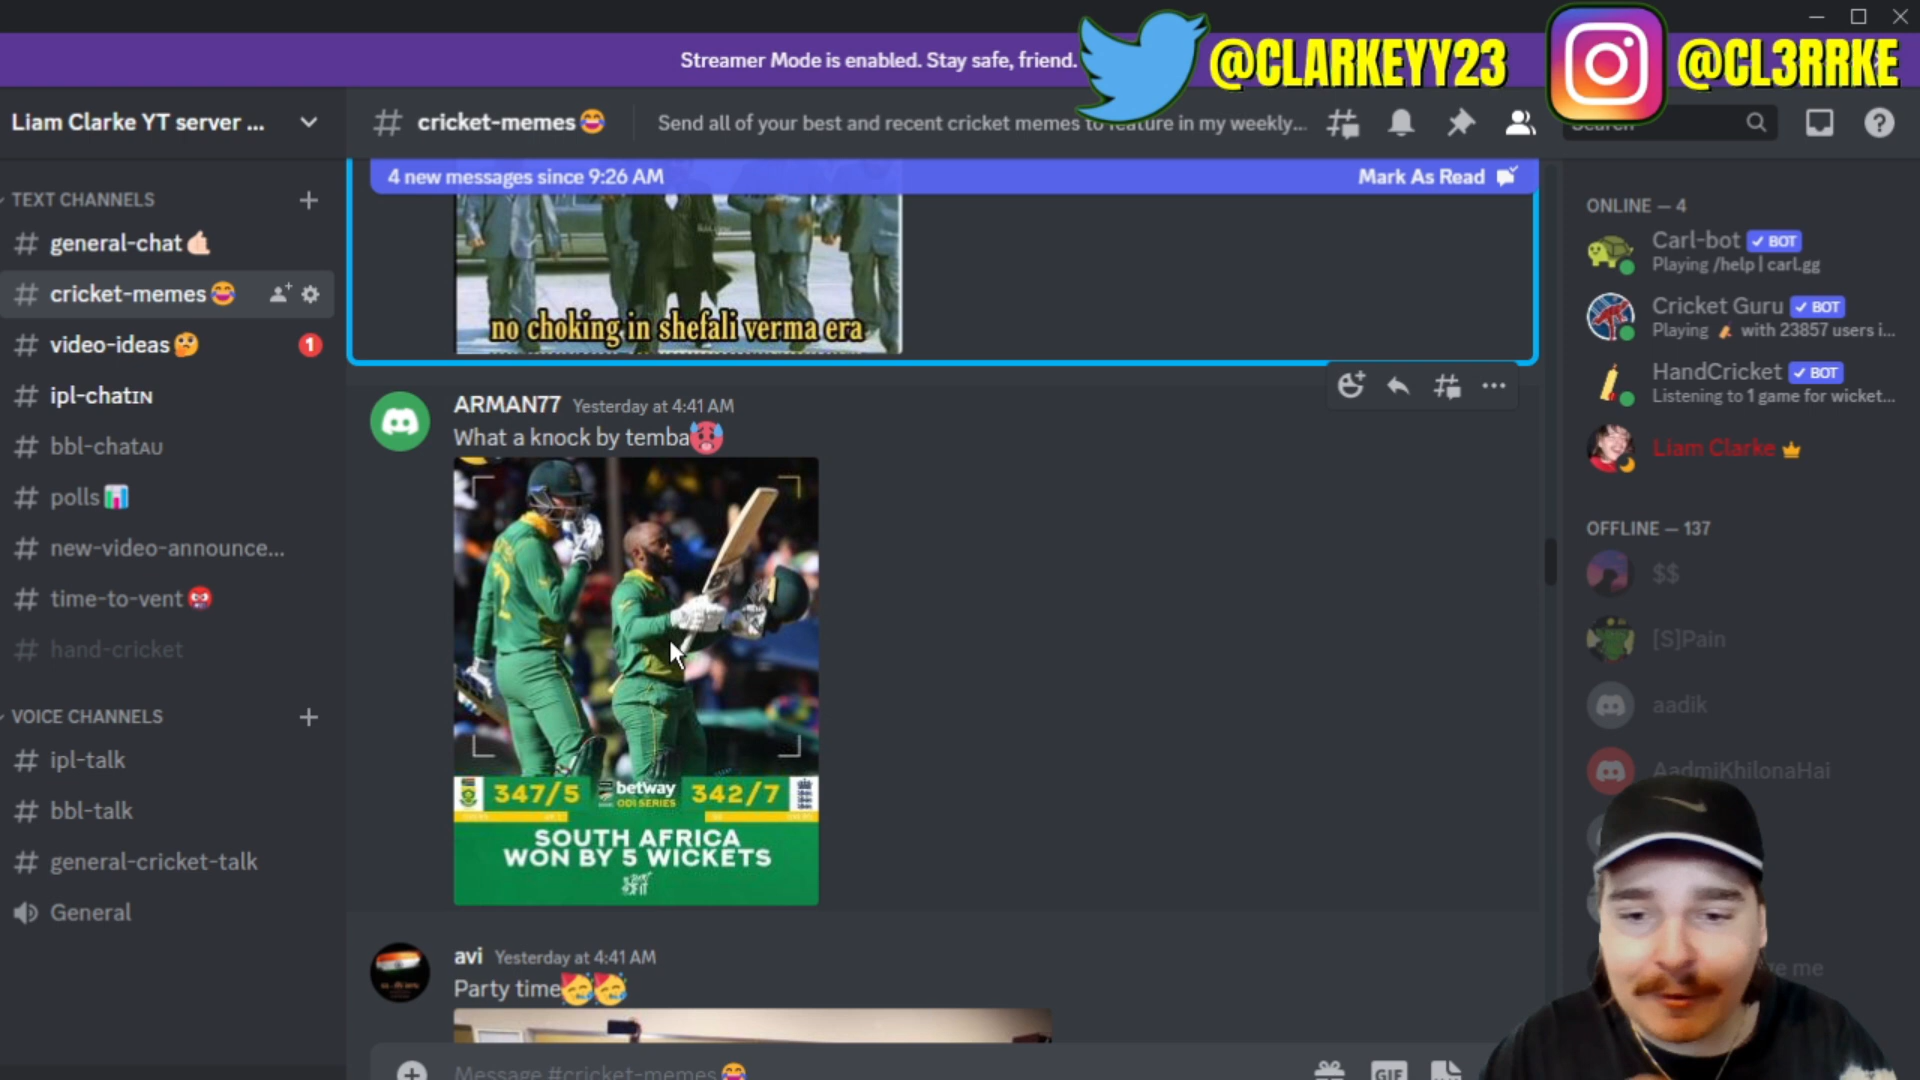 Streamer Mode is enabled. Stay safe, friend.
@CLARKEYY23
@CL3RRKE
Liam Clarke YT server ...
cricket-memes
Send all of your best and recent cricket memes to feature in my weekly...
TEXT CHANNELS
general-chat
cricket-memes
video-ideas
1
ipl-chatIN
bbl-chatAU
polls
new-video-announce...
time-to-vent
hand-cricket
VOICE CHANNELS
ipl-talk
bbl-talk
general-cricket-talk
General
4 new messages since 9:26 AM
Mark As Read
no choking in shefali verma era
ARMAN77 Yesterday at 4:41 AM
What a knock by temba
347/5
betway
ODI SERIES
342/7
SOUTH AFRICA
WON BY 5 WICKETS
avi Yesterday at 4:41 AM
Party time
Message #cricket-memes
GIF
ONLINE — 4
Carl-bot BOT
Playing /help | carl.gg
Cricket Guru BOT
Playing with 23857 users i...
HandCricket BOT
Listening to 1 game for wicket...
Liam Clarke
OFFLINE — 137
$$
[S]Pain
aadik
AadmiKhilonaHai
me